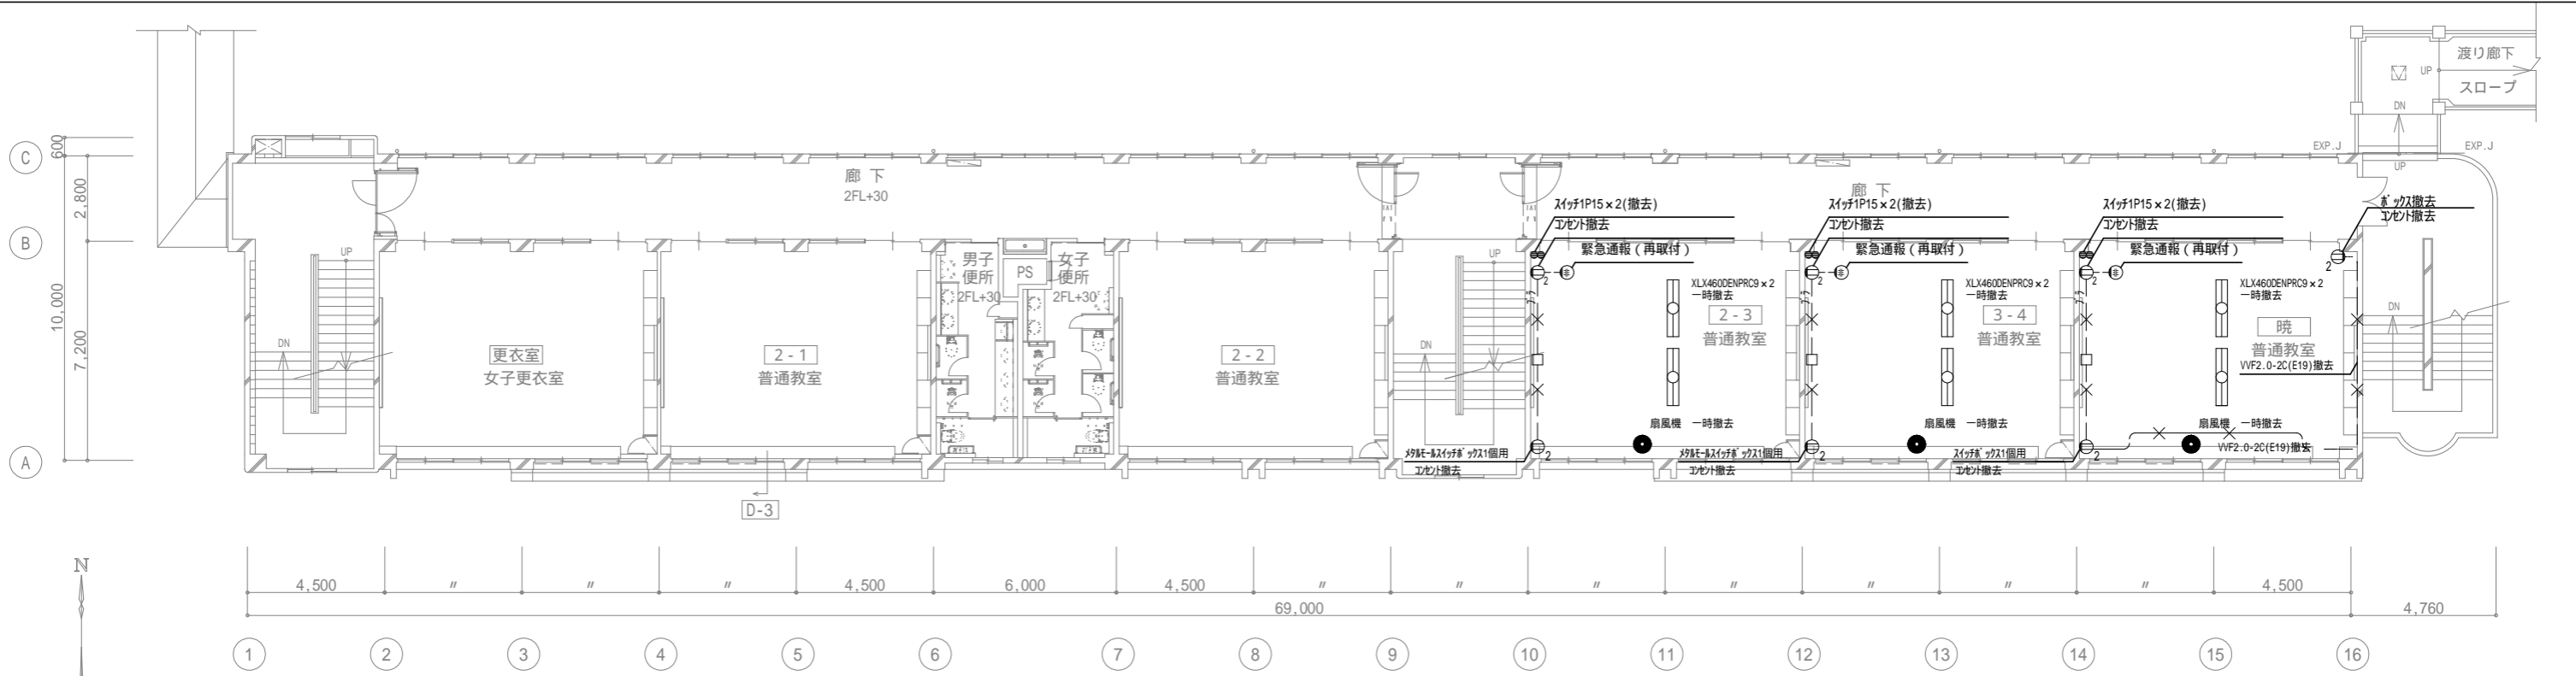 渡り廊下
UP
スロープ
DN
C
600
EXP.J
EXP.J
UP
2,800
廊 下
2FL+30
廊 下
スイッチ1P15×2(撤去)
コンセント撤去
緊急通報(再取付)
スイッチ1P15×2(撤去)
コンセント撤去
緊急通報(再取付)
スイッチ1P15×2(撤去)
コンセント撤去
緊急通報(再取付)
ボックス撤去
コンセント撤去
B
10,000
7,200
UP
DN
男子
便所
2FL+30
PS
女子
便所
2FL+30
UP
DN
2
2
2
2
XLX460DENPRC9×2
一時撤去
XLX460DENPRC9×2
一時撤去
XLX460DENPRC9×2
一時撤去
更衣室
女子更衣室
2-1
普通教室
2-2
普通教室
2-3
普通教室
3-4
普通教室
暁
普通教室
VVF2.0-2C(E19)撤去
DN
扇風機 一時撤去
扇風機 一時撤去
扇風機 一時撤去
VVF2.0-2C(E19)撤去
A
メタルモールスイッチボックス1個用
コンセント撤去
2
メタルモールスイッチボックス1個用
コンセント撤去
2
スイッチボックス1個用
コンセント撤去
2
D-3
N
4,500 〃 〃 〃 4,500 6,000 4,500 〃 〃 〃 〃 〃 〃 〃 4,500
69,000
4,760
1 2 3 4 5 6 7 8 9 10 11 12 13 14 15 16